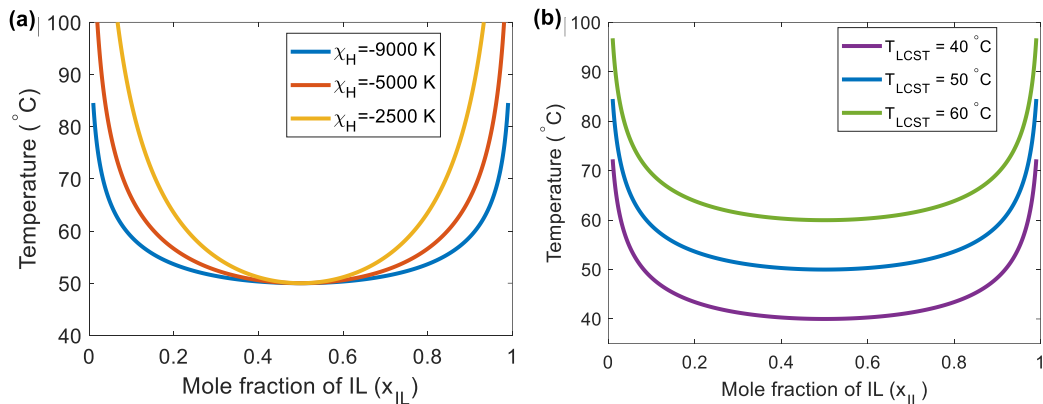 (a)
100
90
80
70
60
50
40
Temperature (°C)
χH=-9000 K
χH=-5000 K
χH=-2500 K
0 0.2 0.4 0.6 0.8 1
Mole fraction of IL (xIL)
(b)
100
90
80
70
60
50
40
Temperature (°C)
TLCST = 40 °C
TLCST = 50 °C
TLCST = 60 °C
0 0.2 0.4 0.6 0.8 1
Mole fraction of IL (xIL)